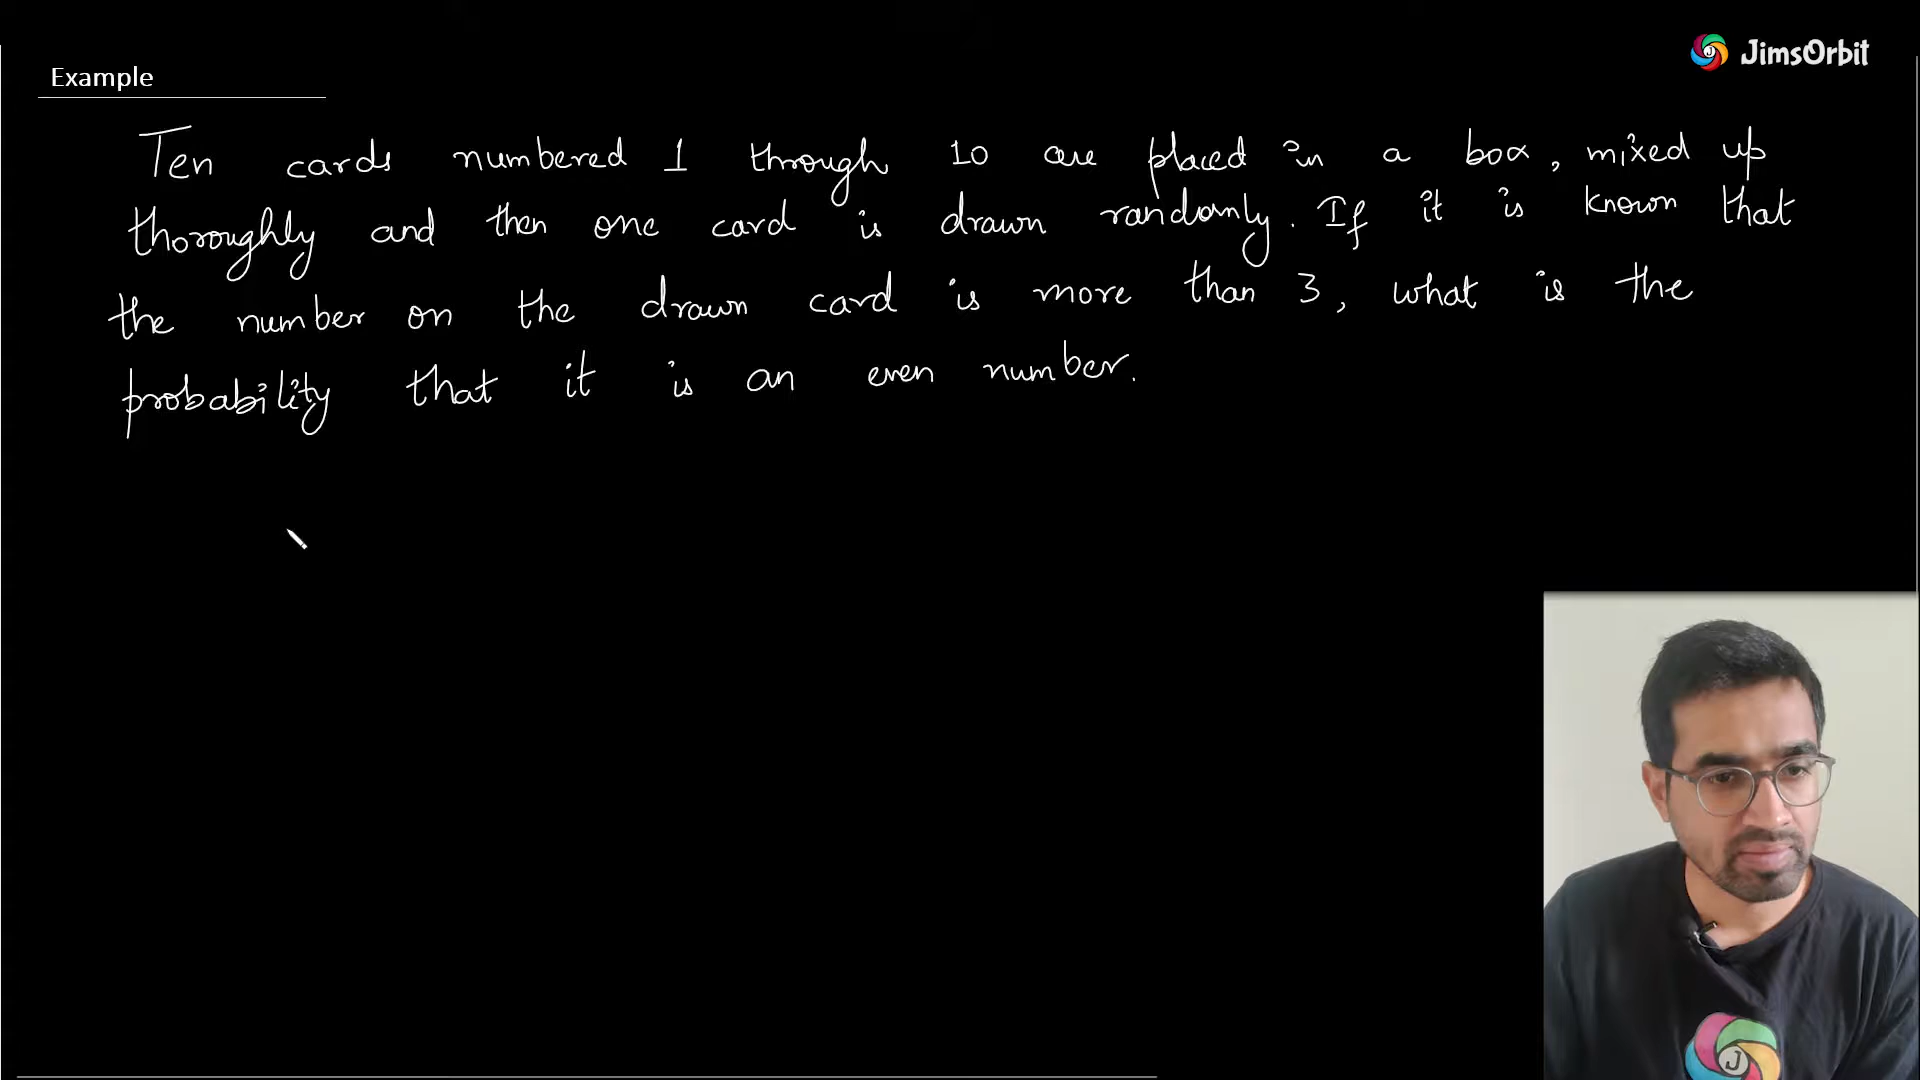 JimsOrbit
Example
Ten cards numbered 1 through 10 are placed in a box, mixed up
thoroughly and then one card is drawn randomly. If it is known that
the number on the drawn card is more than 3, what is the
probability that it is an even number.
J